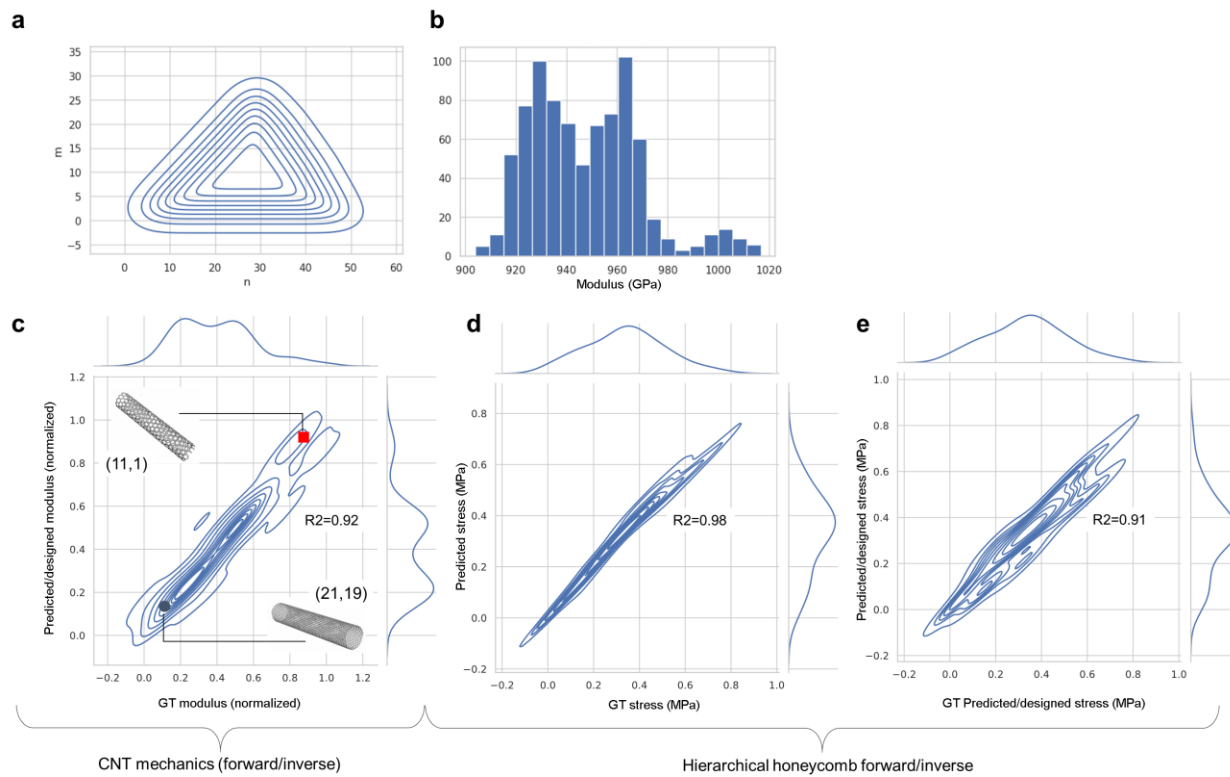 a
35
30
25
20
15
10
5
0
−5
m
0 10 20 30 40 50 60
n
b
100
80
60
40
20
0
900 920 940 960 980 1000 1020
Modulus (GPa)
c
1.2
1.0
0.8
0.6
0.4
0.2
0.0
Predicted/designed modulus (normalized)
(11,1)
R2=0.92
(21,19)
−0.2 0.0 0.2 0.4 0.6 0.8 1.0 1.2
GT modulus (normalized)
d
0.8
0.6
0.4
0.2
0.0
−0.2
Predicted stress (MPa)
R2=0.98
−0.2 0.0 0.2 0.4 0.6 0.8 1.0
GT stress (MPa)
e
1.0
0.8
0.6
0.4
0.2
0.0
−0.2
Predicted/designed stress (MPa)
R2=0.91
−0.2 0.0 0.2 0.4 0.6 0.8 1.0
GT Predicted/designed stress (MPa)
CNT mechanics (forward/inverse)
Hierarchical honeycomb forward/inverse